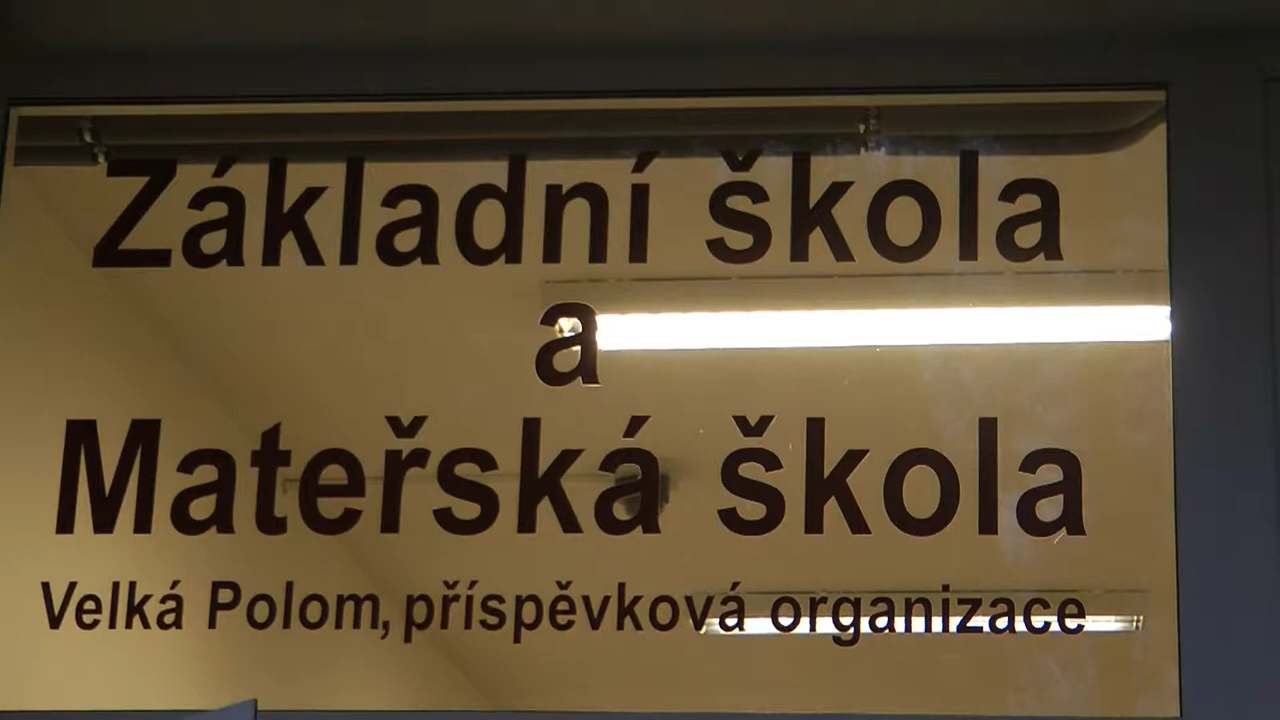 Základní škola
a
Mateřská škola
Velká Polom, příspěvková organizace